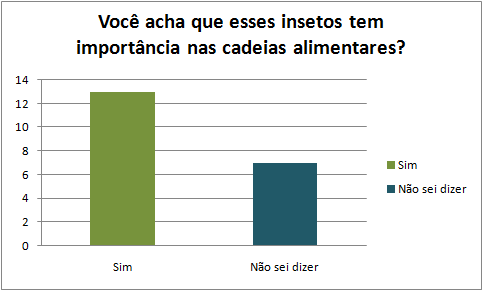 Você acha que esses insetos tem
importância nas cadeias alimentares?
14
12
10
8
6
4
2
0
Sim
Não sei dizer
Sim
Não sei dizer